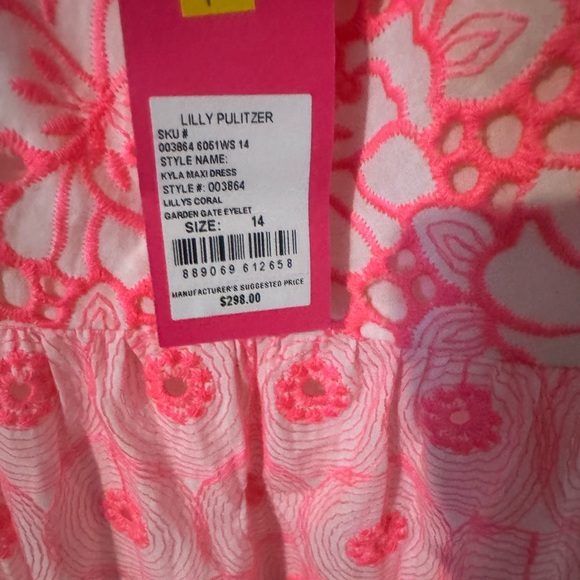 LILLY PULITZER
SKU #
003864 6051WS 14
STYLE NAME:
KYLA MAXI DRESS
STYLE #: 003864
LILLYS CORAL
GARDEN GATE EYELET
SIZE: 14
889069 612658
MANUFACTURER'S SUGGESTED PRICE
$298.00